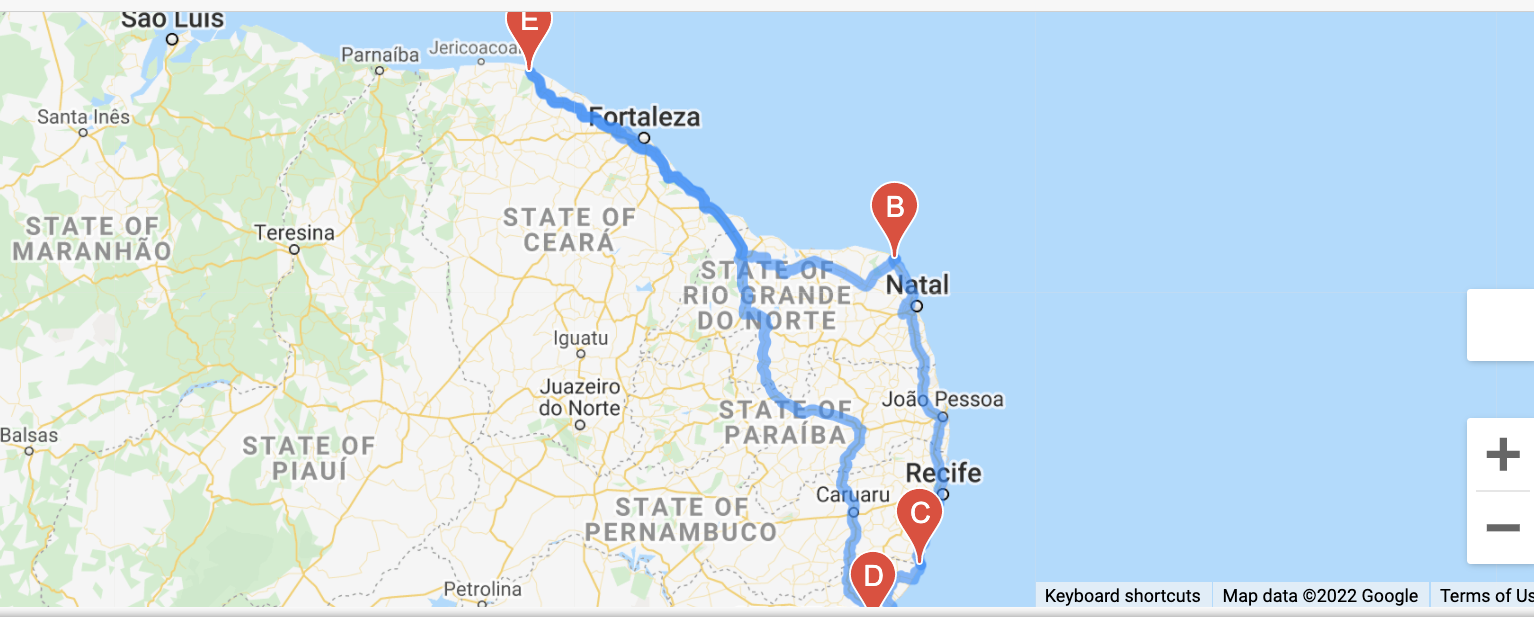 São Luís
E
Parnaíba
Jericoacoa
Santa Inês
Fortaleza
B
STATE OF
MARANHÃO
Teresina
STATE OF
CEARÁ
STATE OF
RIO GRANDE
DO NORTE
Natal
Iguatu
Juazeiro
do Norte
João Pessoa
STATE OF
PARAÍBA
Balsas
STATE OF
PIAUÍ
Recife
Caruaru
C
STATE OF
PERNAMBUCO
D
Petrolina
+
−
Keyboard shortcuts
Map data ©2022 Google
Terms of Us